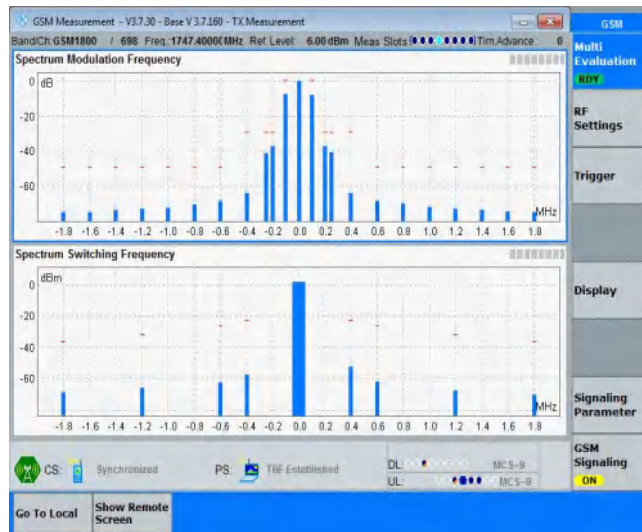 GSM Measurement - V3.7.30 - Base V 3.7.160 - TX Measurement
GSM
Band/Ch: GSM1800 / 698 Freq.: 1747.4000 MHz Ref. Level: 6.00 dBm Meas Slots: Tim.Advance: 0
Multi Evaluation
RDY
Spectrum Modulation Frequency
dB
0
-20
-40
-60
MHz
-1.8 -1.6 -1.4 -1.2 -1.0 -0.8 -0.6 -0.4 -0.2 0.0 0.2 0.4 0.6 0.8 1.0 1.2 1.4 1.6 1.8
RF Settings
Trigger
Spectrum Switching Frequency
dBm
0
-20
-40
-60
MHz
-1.8 -1.6 -1.4 -1.2 -1.0 -0.8 -0.6 -0.4 -0.2 0.0 0.2 0.4 0.6 0.8 1.0 1.2 1.4 1.6 1.8
Display
Signaling Parameter
CS: Synchronized PS: TBF Established
DL: MCS-9
UL: MCS-9
GSM Signaling
ON
Go To Local
Show Remote Screen